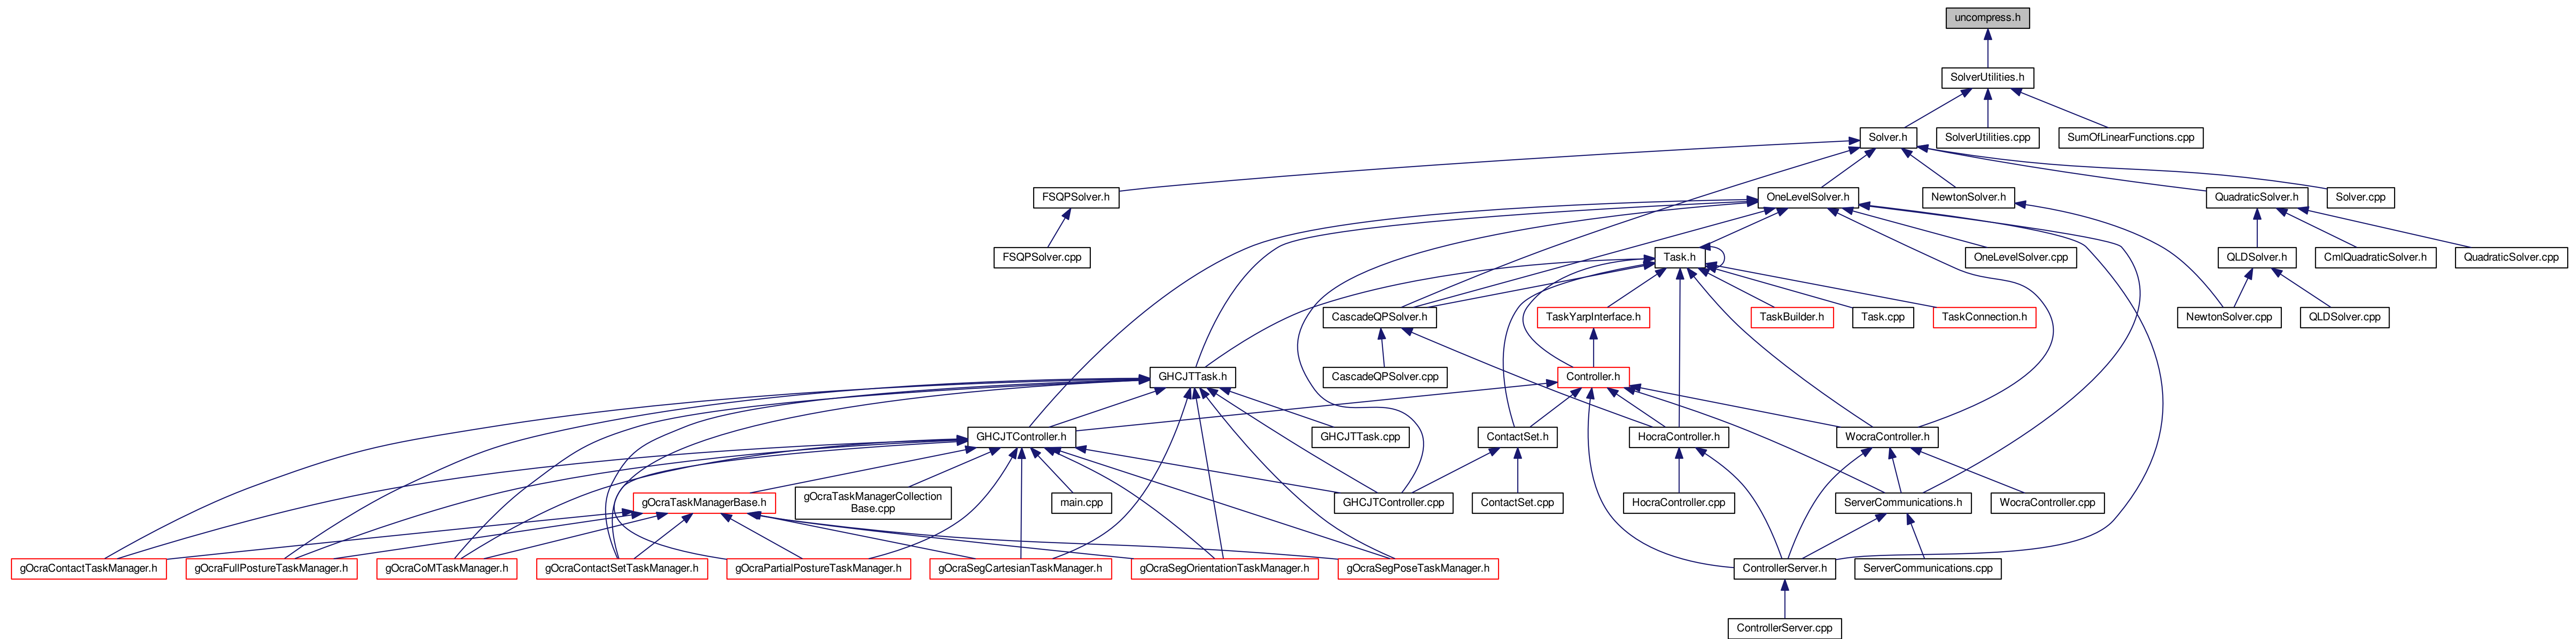 uncompress.h
SolverUtilities.h
Solver.h
SolverUtilities.cpp
SumOfLinearFunctions.cpp
FSQPSolver.h
OneLevelSolver.h
NewtonSolver.h
QuadraticSolver.h
Solver.cpp
FSQPSolver.cpp
Task.h
OneLevelSolver.cpp
QLDSolver.h
CmlQuadraticSolver.h
QuadraticSolver.cpp
CascadeQPSolver.h
TaskYarpInterface.h
TaskBuilder.h
Task.cpp
TaskConnection.h
NewtonSolver.cpp
QLDSolver.cpp
GHCJTTask.h
CascadeQPSolver.cpp
Controller.h
GHCJTController.h
GHCJTTask.cpp
ContactSet.h
HocraController.h
WocraController.h
gOcraTaskManagerBase.h
gOcraTaskManagerCollection
Base.cpp
main.cpp
GHCJTController.cpp
ContactSet.cpp
HocraController.cpp
ServerCommunications.h
WocraController.cpp
gOcraContactTaskManager.h
gOcraFullPostureTaskManager.h
gOcraCoMTaskManager.h
gOcraContactSetTaskManager.h
gOcraPartialPostureTaskManager.h
gOcraSegCartesianTaskManager.h
gOcraSegOrientationTaskManager.h
gOcraSegPoseTaskManager.h
ControllerServer.h
ServerCommunications.cpp
ControllerServer.cpp